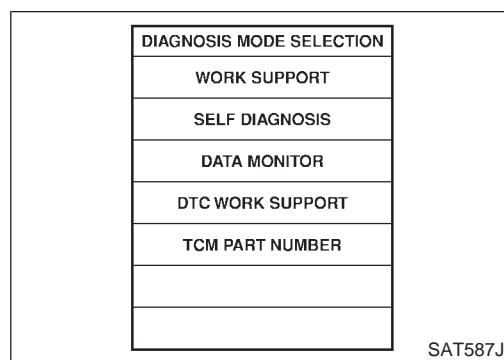 DIAGNOSIS MODE SELECTION
WORK SUPPORT
SELF DIAGNOSIS
DATA MONITOR
DTC WORK SUPPORT
TCM PART NUMBER
SAT587J